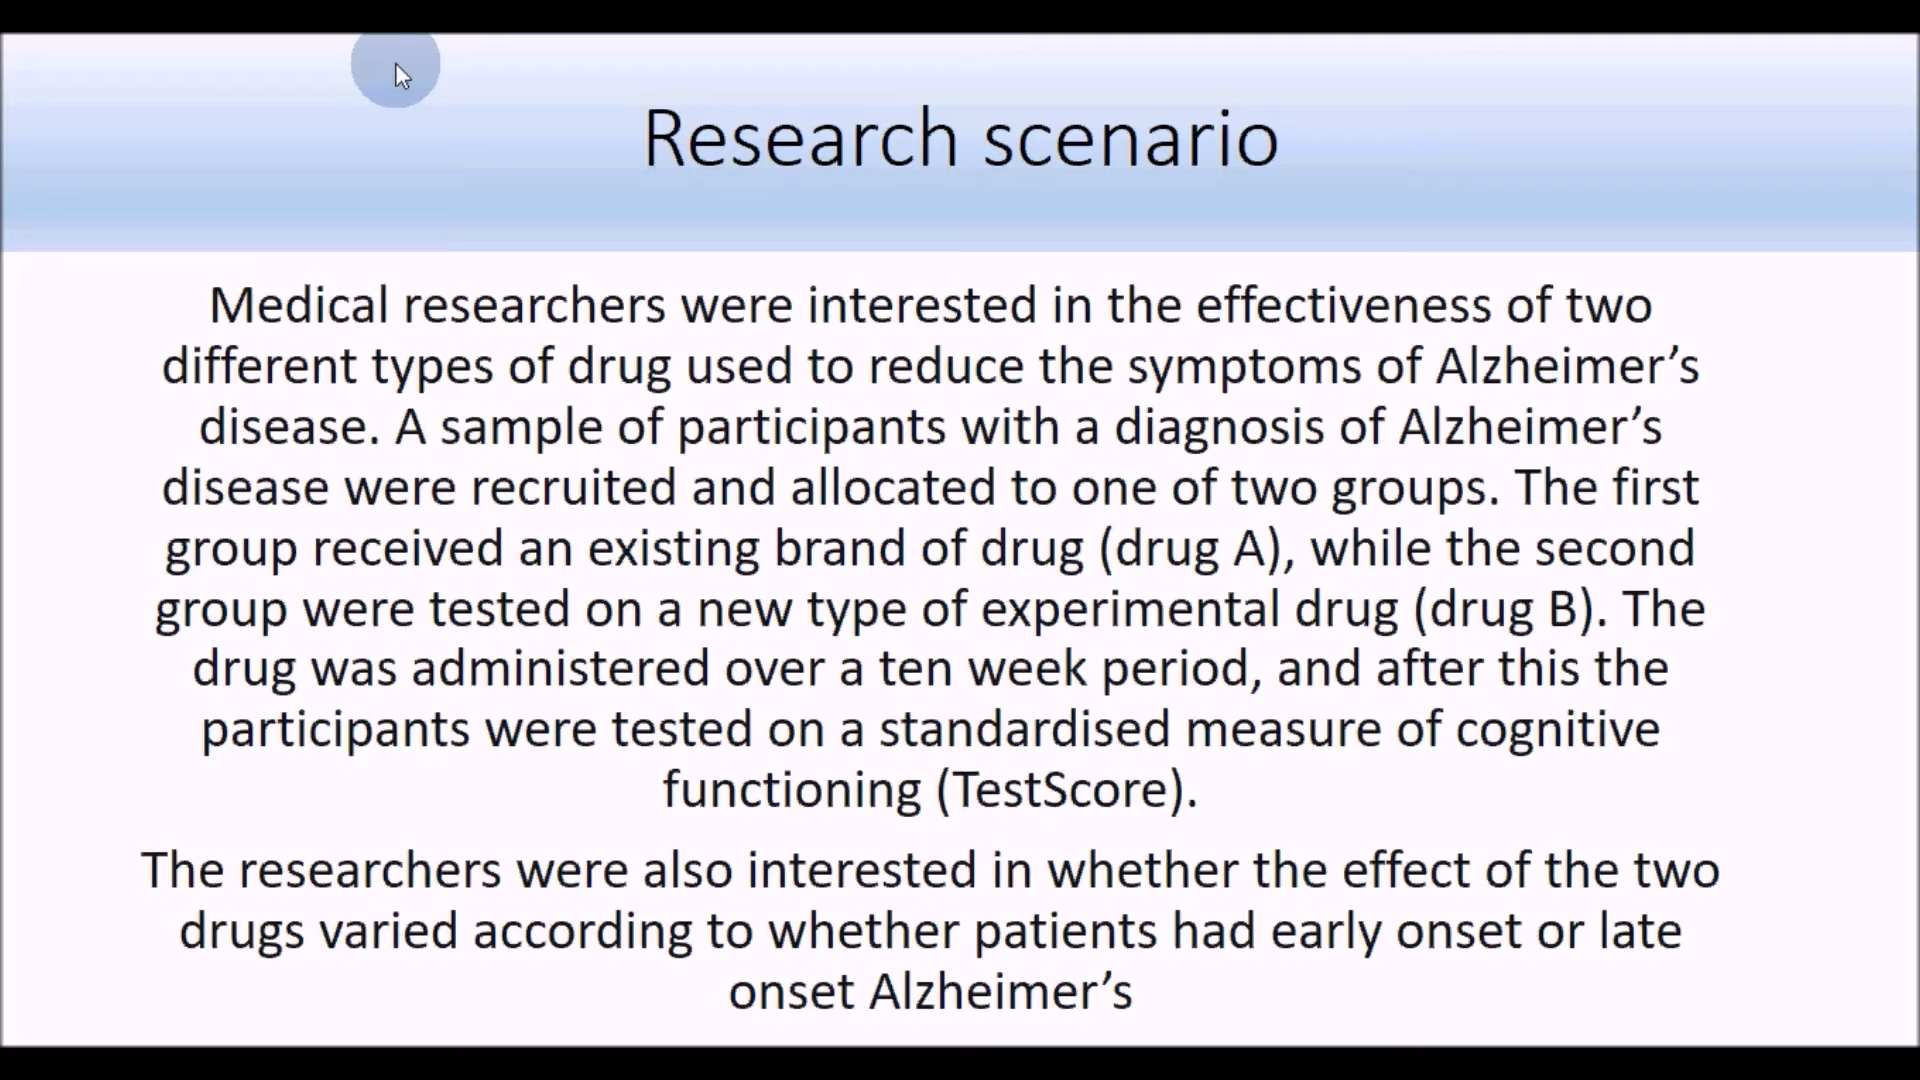 Research scenario
Medical researchers were interested in the effectiveness of two
different types of drug used to reduce the symptoms of Alzheimer’s
disease. A sample of participants with a diagnosis of Alzheimer’s
disease were recruited and allocated to one of two groups. The first
group received an existing brand of drug (drug A), while the second
group were tested on a new type of experimental drug (drug B). The
drug was administered over a ten week period, and after this the
participants were tested on a standardised measure of cognitive
functioning (TestScore).
The researchers were also interested in whether the effect of the two
drugs varied according to whether patients had early onset or late
onset Alzheimer’s